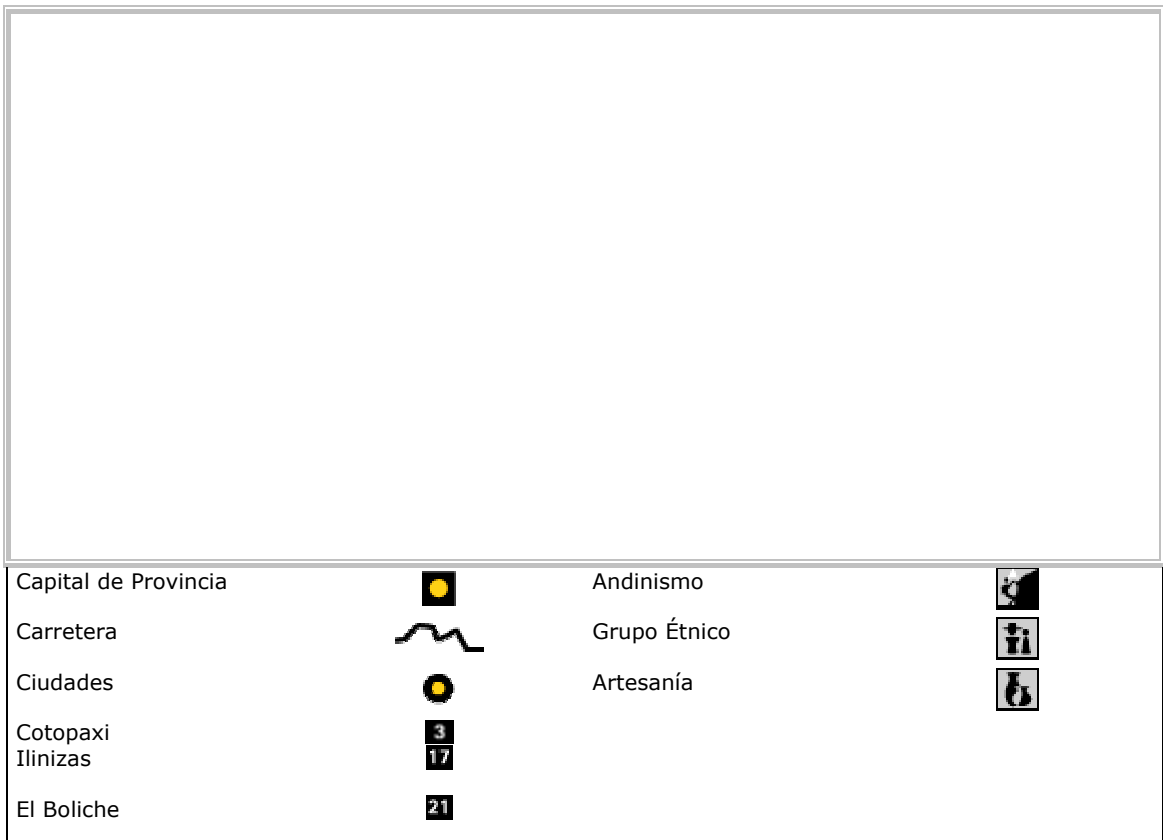 Capital de Provincia
Andinismo
Carretera
Grupo Étnico
Ciudades
Artesanía
Cotopaxi 3
Ilinizas 17
El Boliche 21